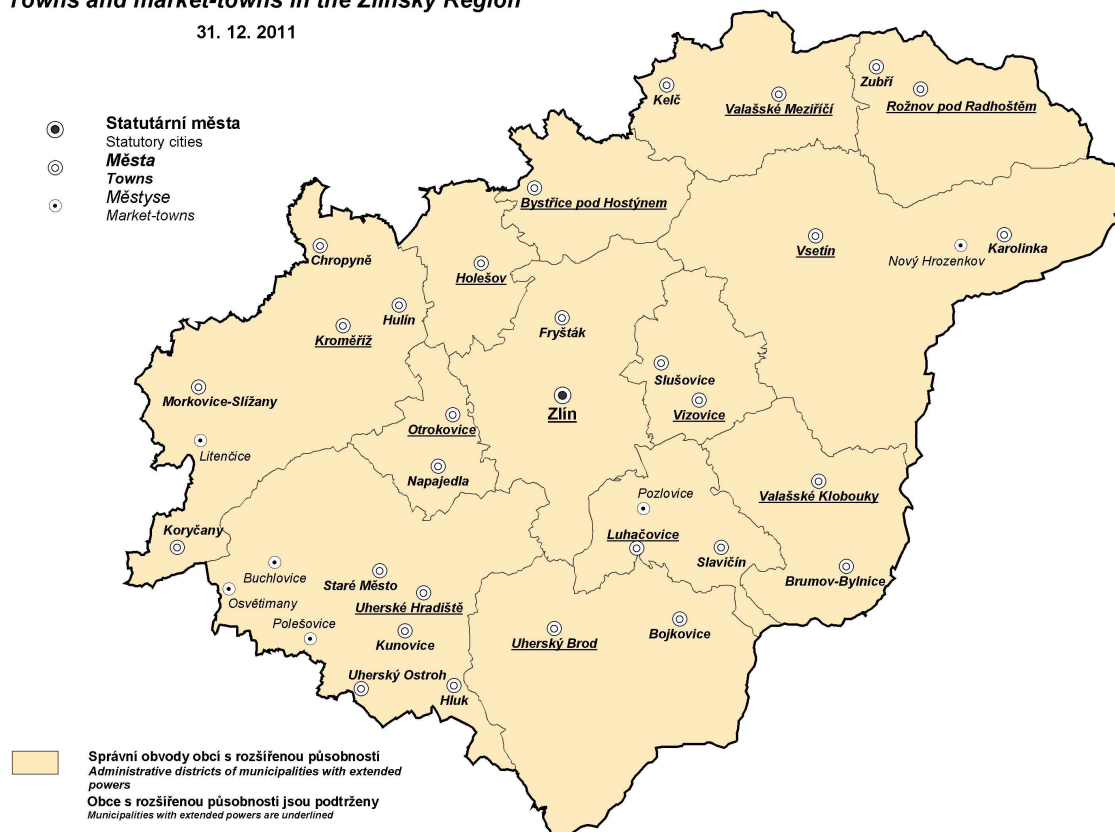 Towns and market-towns in the Zlínský Region
31. 12. 2011
Statutární města
Statutory cities
Města
Towns
Městyse
Market-towns
Kelč
Valašské Meziříčí
Zubří
Rožnov pod Radhoštěm
Bystřice pod Hostýnem
Chropyně
Holešov
Vsetín
Nový Hrozenkov
Karolinka
Hulín
Kroměříž
Fryšták
Slušovice
Morkovice-Slížany
Zlín
Vizovice
Otrokovice
Litenčice
Napajedla
Valašské Klobouky
Pozlovice
Koryčany
Luhačovice
Slavičín
Buchlovice
Staré Město
Brumov-Bylnice
Osvětimany
Uherské Hradiště
Polešovice
Kunovice
Uherský Brod
Bojkovice
Uherský Ostroh
Hluk
Správní obvody obcí s rozšířenou působností
Administrative districts of municipalities with extended
powers
Obce s rozšířenou působností jsou podtrženy
Municipalities with extended powers are underlined